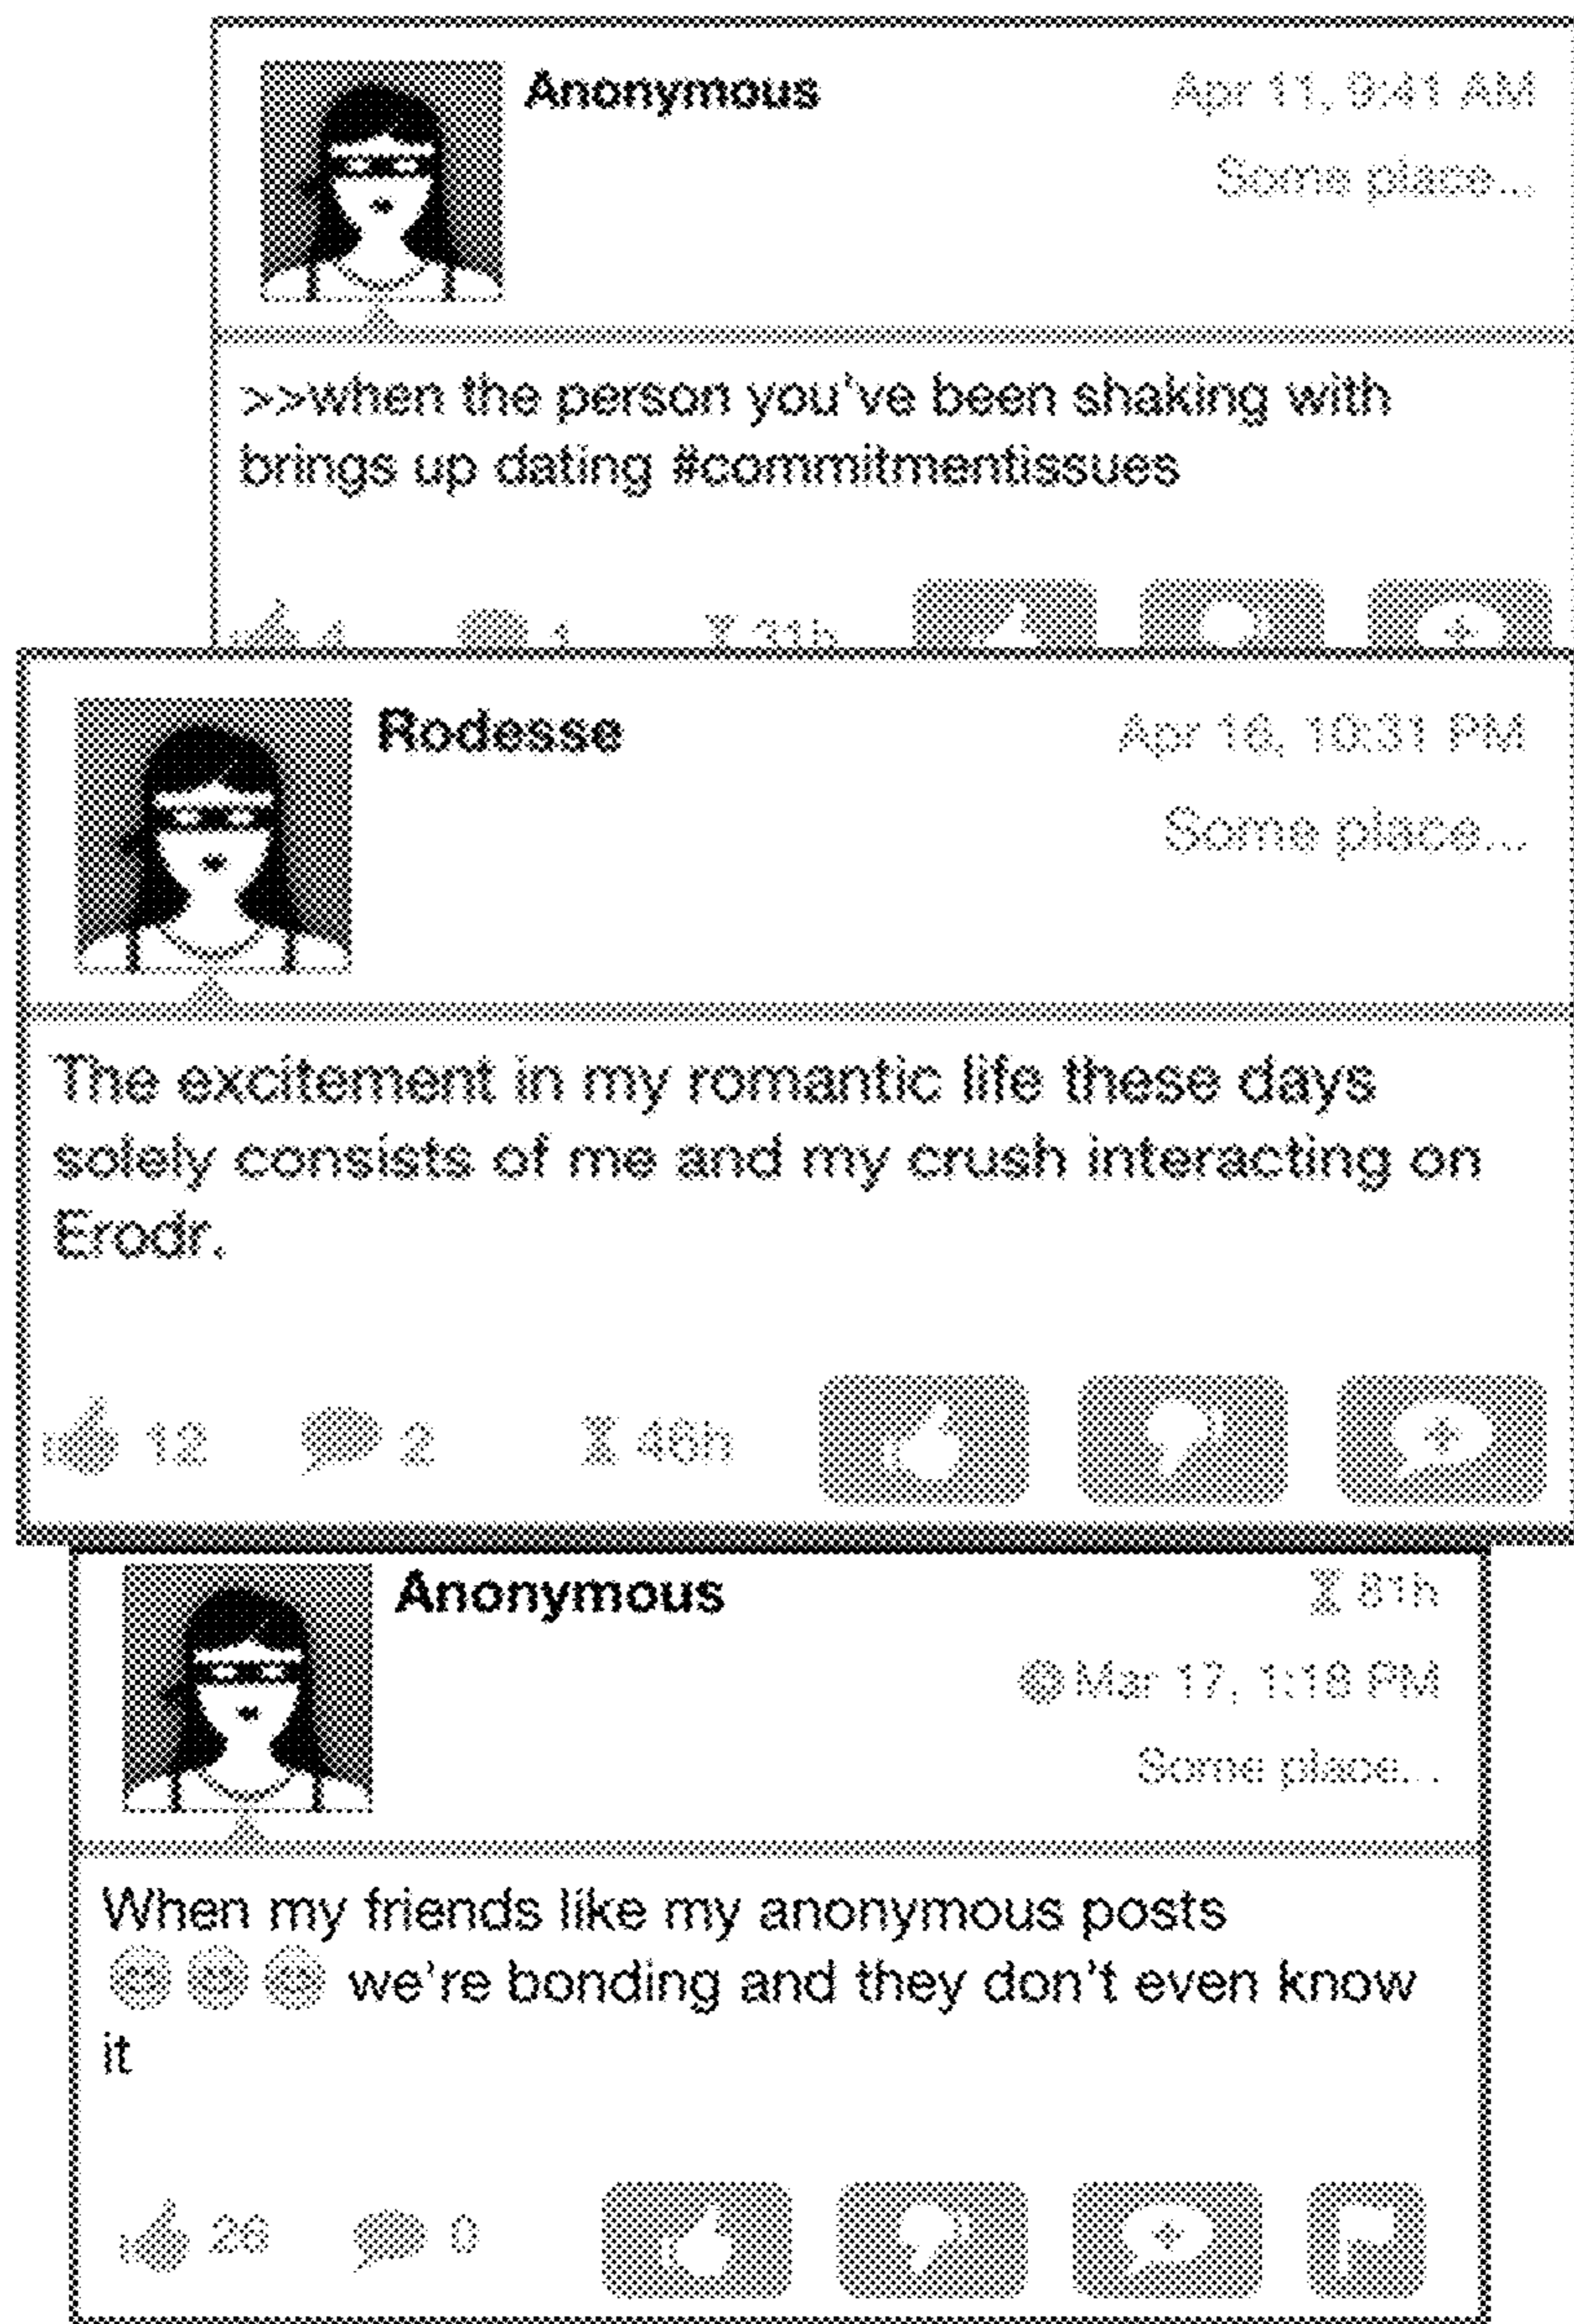 Anonymous
Apr 11, 9:41 AM
Some place...
>>when the person you've been shaking with
brings up dating #commitmentissues
4 1 31h
Rodesse
Apr 16, 10:31 PM
Some place...
The excitement in my romantic life these days
solely consists of me and my crush interacting on
Erodr.
12 2 46h
Anonymous
81h
Mar 17, 1:18 PM
Some place...
When my friends like my anonymous posts
we're bonding and they don't even know
it
26 0